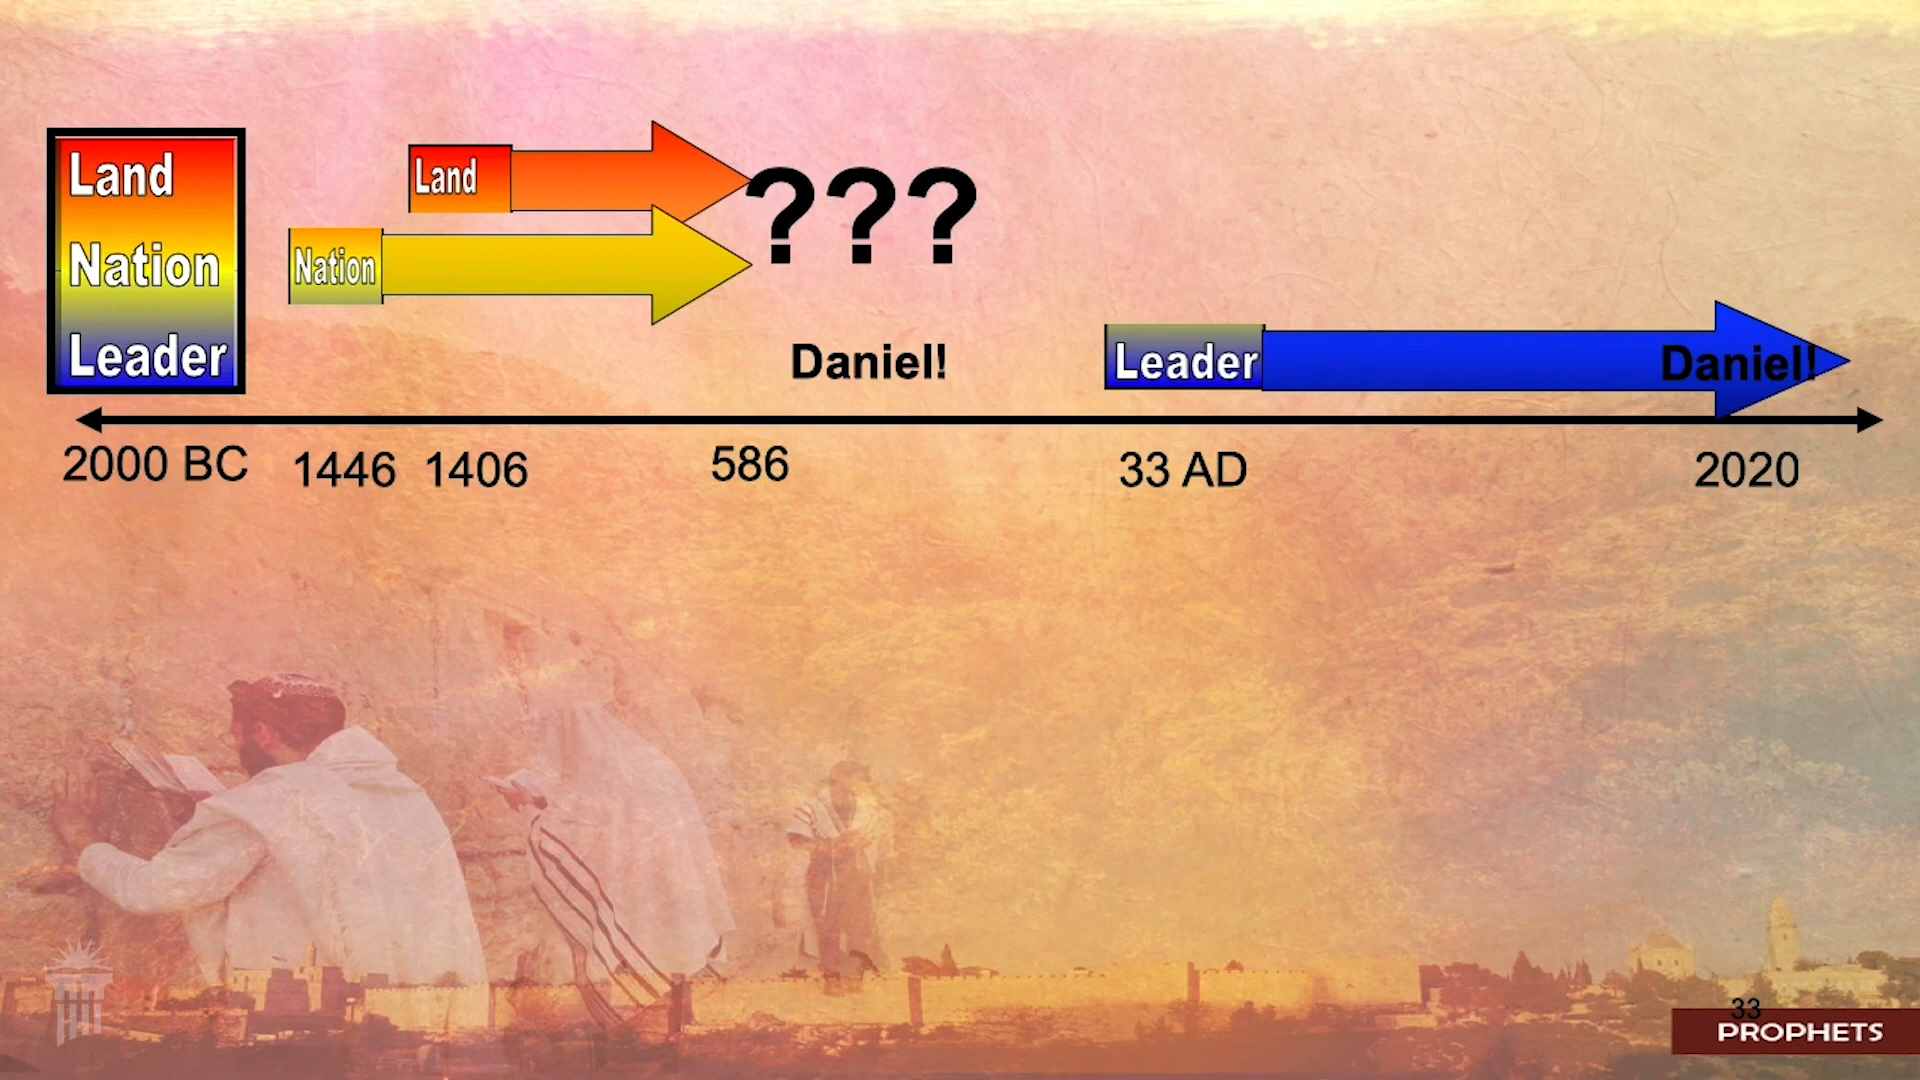 Land
Nation
Leader
Land
Nation
???
Daniel!
Leader
Daniel!
2000 BC
1446
1406
586
33 AD
2020
33
PROPHETS